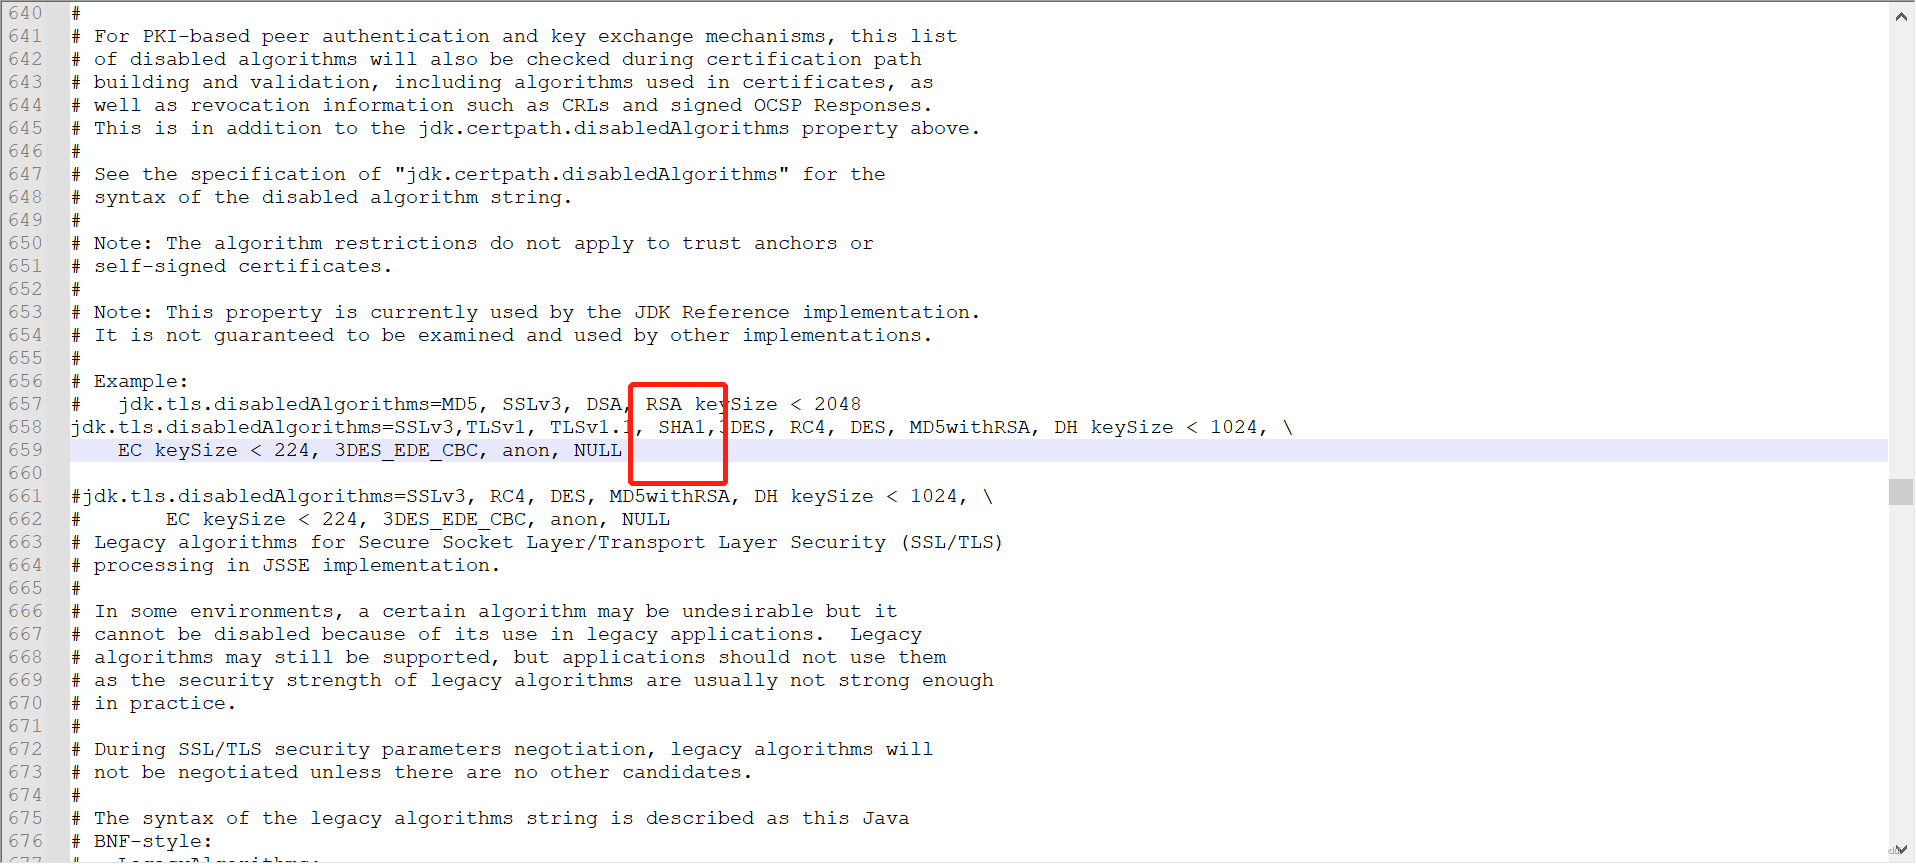 640 #
641 # For PKI-based peer authentication and key exchange mechanisms, this list
642 # of disabled algorithms will also be checked during certification path
643 # building and validation, including algorithms used in certificates, as
644 # well as revocation information such as CRLs and signed OCSP Responses.
645 # This is in addition to the jdk.certpath.disabledAlgorithms property above.
646 #
647 # See the specification of "jdk.certpath.disabledAlgorithms" for the
648 # syntax of the disabled algorithm string.
649 #
650 # Note: The algorithm restrictions do not apply to trust anchors or
651 # self-signed certificates.
652 #
653 # Note: This property is currently used by the JDK Reference implementation.
654 # It is not guaranteed to be examined and used by other implementations.
655 #
656 # Example:
657 #   jdk.tls.disabledAlgorithms=MD5, SSLv3, DSA, RSA keySize < 2048
658 jdk.tls.disabledAlgorithms=SSLv3,TLSv1, TLSv1.1, SHA1,3DES, RC4, DES, MD5withRSA, DH keySize < 1024, \
659     EC keySize < 224, 3DES_EDE_CBC, anon, NULL
660
661 #jdk.tls.disabledAlgorithms=SSLv3, RC4, DES, MD5withRSA, DH keySize < 1024, \
662 #       EC keySize < 224, 3DES_EDE_CBC, anon, NULL
663 # Legacy algorithms for Secure Socket Layer/Transport Layer Security (SSL/TLS)
664 # processing in JSSE implementation.
665 #
666 # In some environments, a certain algorithm may be undesirable but it
667 # cannot be disabled because of its use in legacy applications.  Legacy
668 # algorithms may still be supported, but applications should not use them
669 # as the security strength of legacy algorithms are usually not strong enough
670 # in practice.
671 #
672 # During SSL/TLS security parameters negotiation, legacy algorithms will
673 # not be negotiated unless there are no other candidates.
674 #
675 # The syntax of the legacy algorithms string is described as this Java
676 # BNF-style: